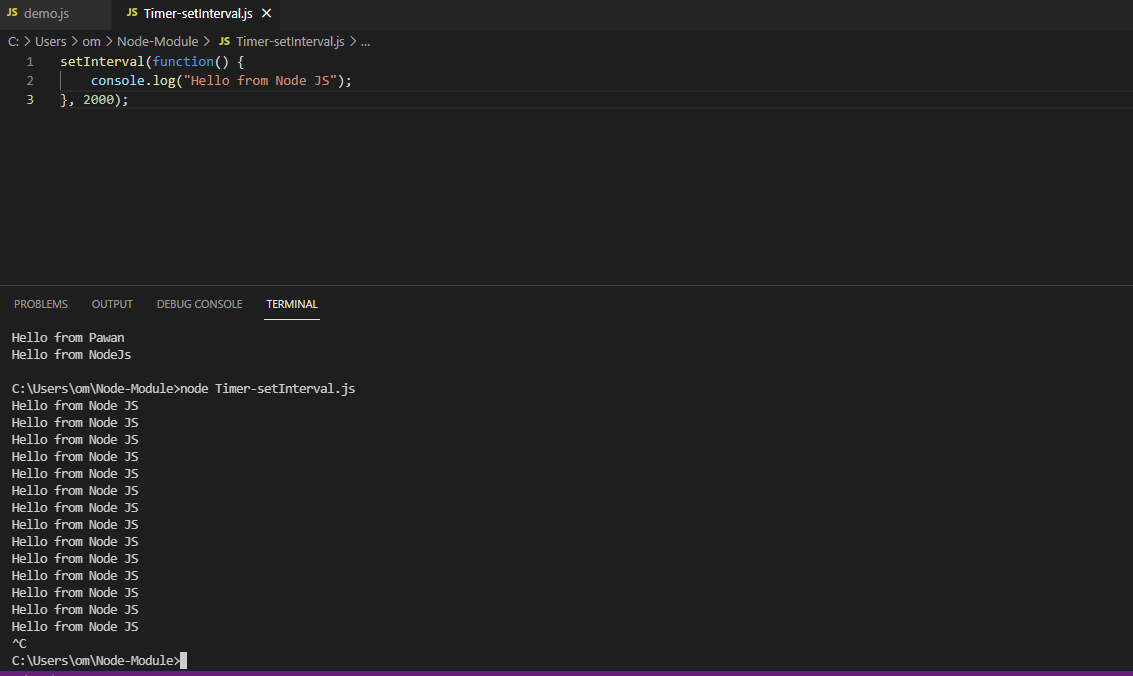 JS demo.js JS Timer-setInterval.js ×
C: > Users > om > Node-Module > JS Timer-setInterval.js > ...
1 setInterval(function() {
2 console.log("Hello from Node JS");
3 }, 2000);
PROBLEMS OUTPUT DEBUG CONSOLE TERMINAL
Hello from Pawan
Hello from NodeJs
C:\Users\om\Node-Module>node Timer-setInterval.js
Hello from Node JS
Hello from Node JS
Hello from Node JS
Hello from Node JS
Hello from Node JS
Hello from Node JS
Hello from Node JS
Hello from Node JS
Hello from Node JS
Hello from Node JS
Hello from Node JS
Hello from Node JS
Hello from Node JS
Hello from Node JS
^C
C:\Users\om\Node-Module>